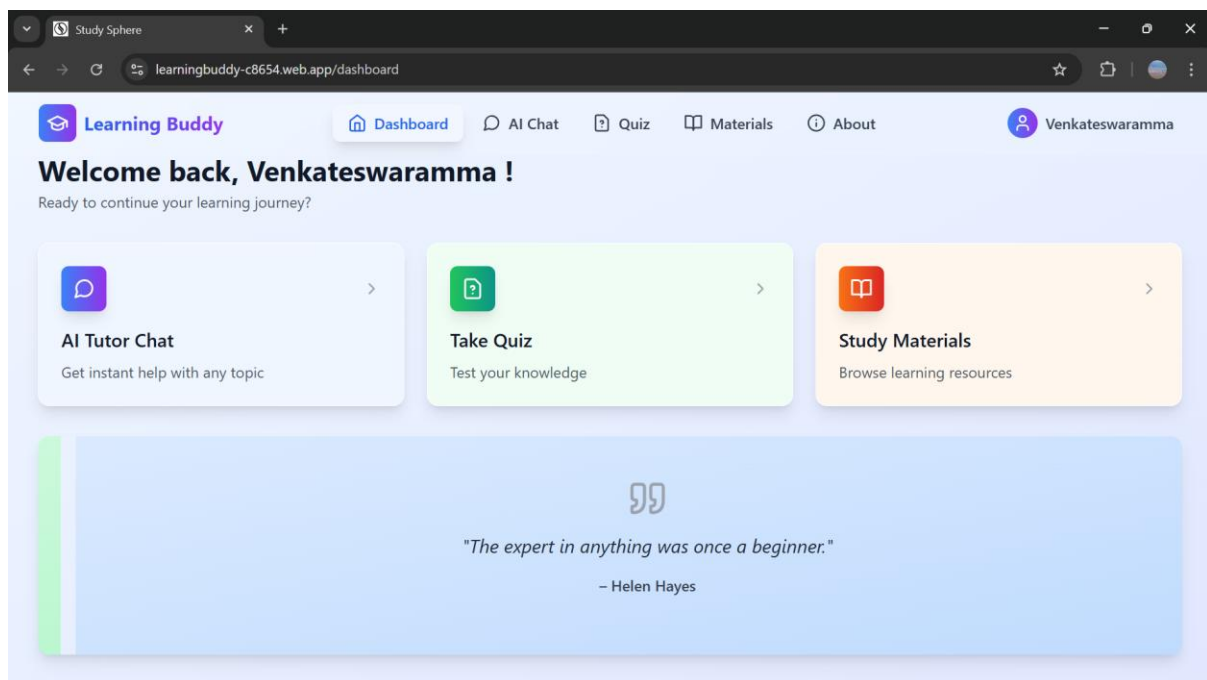 Study Sphere
learningbuddy-c8654.web.app/dashboard
Learning Buddy
Dashboard
AI Chat
Quiz
Materials
About
Venkateswaramma
Welcome back, Venkateswaramma !
Ready to continue your learning journey?
AI Tutor Chat
Get instant help with any topic
Take Quiz
Test your knowledge
Study Materials
Browse learning resources
"The expert in anything was once a beginner."
– Helen Hayes